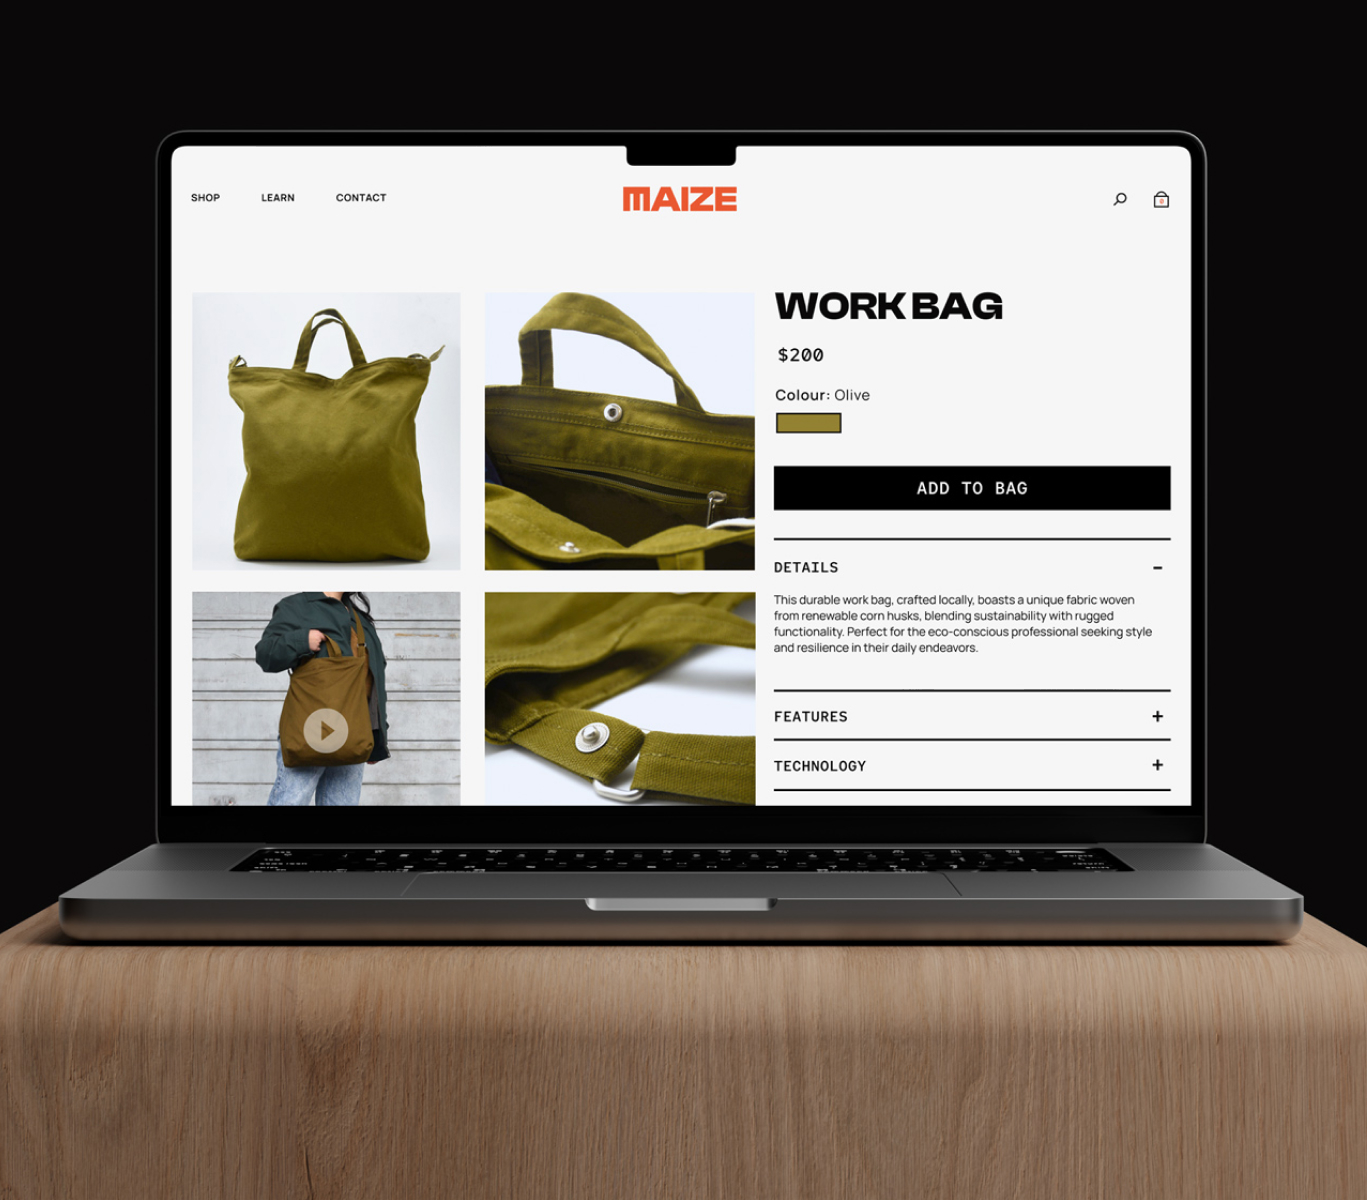 SHOP LEARN CONTACT
MAIZE
0
WORK BAG
$200
Colour: Olive
ADD TO BAG
DETAILS -
This durable work bag, crafted locally, boasts a unique fabric woven
from renewable corn husks, blending sustainability with rugged
functionality. Perfect for the eco-conscious professional seeking style
and resilience in their daily endeavors.
FEATURES +
TECHNOLOGY +